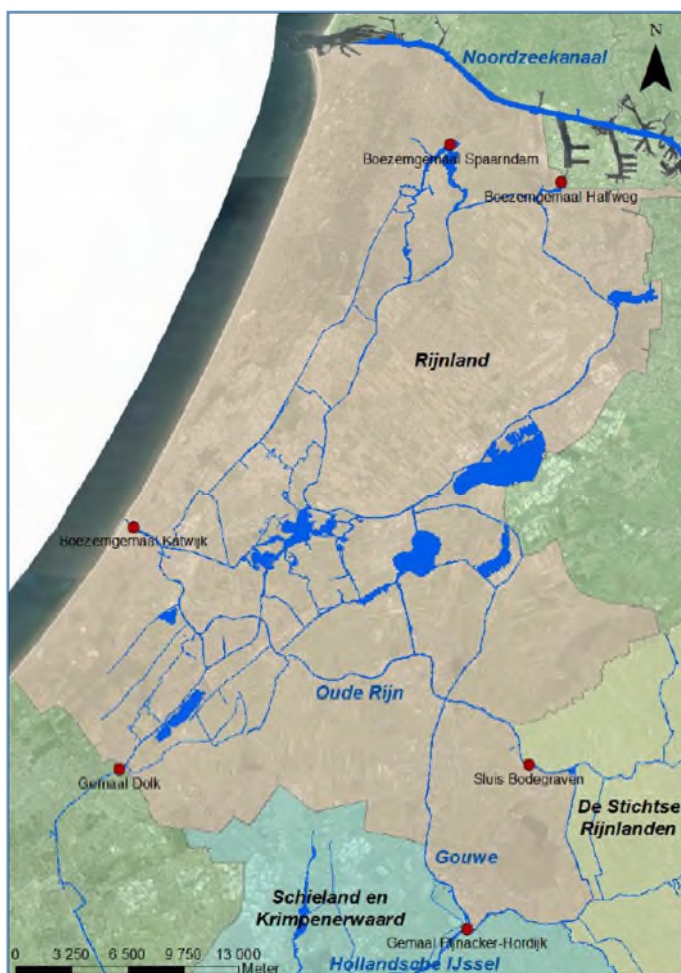 N
Noordzeekanaal
Boezemgemaal Spaarndam
Boezemgemaal Halfweg
Rijnland
Boezemgemaal Katwijk
Oude Rijn
Gemaal Dolk
Sluis Bodegraven
De Stichtse
Rijnlanden
Gouwe
Schieland en
Krimpenerwaard
Gemaal Pijnacker-Hordijk
0 3 250 6 500 9 750 13 000
Meter
Hollandsche IJssel